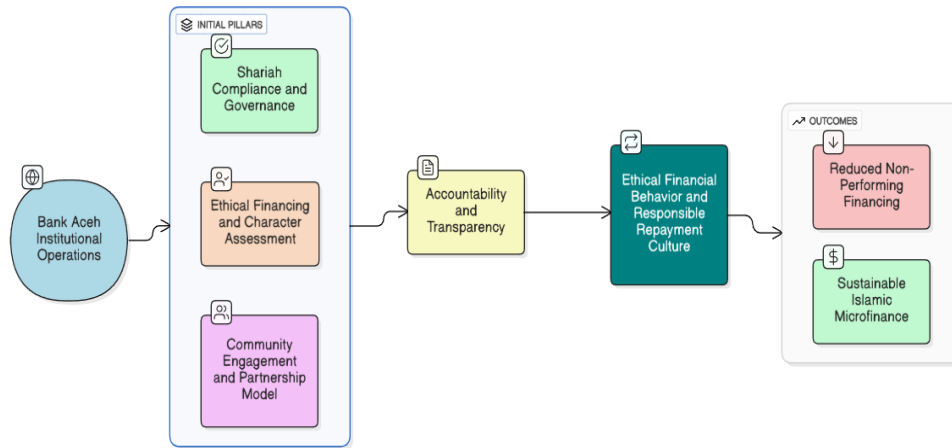 INITIAL PILLARS
Shariah
Compliance and
Governance
Bank Aceh
Institutional
Operations
Ethical Financing
and Character
Assessment
Community
Engagement
and Partnership
Model
Accountability
and
Transparency
Ethical Financial
Behavior and
Responsible
Repayment
Culture
OUTCOMES
Reduced Non-
Performing
Financing
Sustainable
Islamic
Microfinance